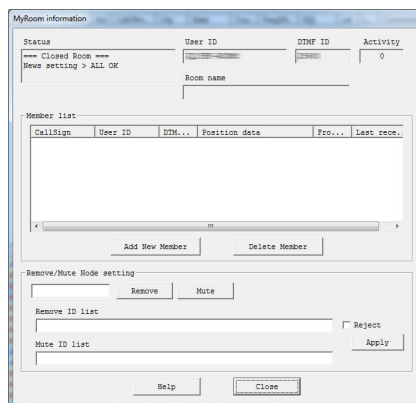 MyRoom information
Status
User ID
DTMF ID
Activity
=== Closed Room ===
News setting > ALL OK
0
Room name
Member list
CallSign
User ID
DTM...
Position data
Fro...
Last rece..
Add New Member
Delete Member
Remove/Mute Node setting
Remove
Mute
Remove ID list
Reject
Mute ID list
Apply
Help
Close